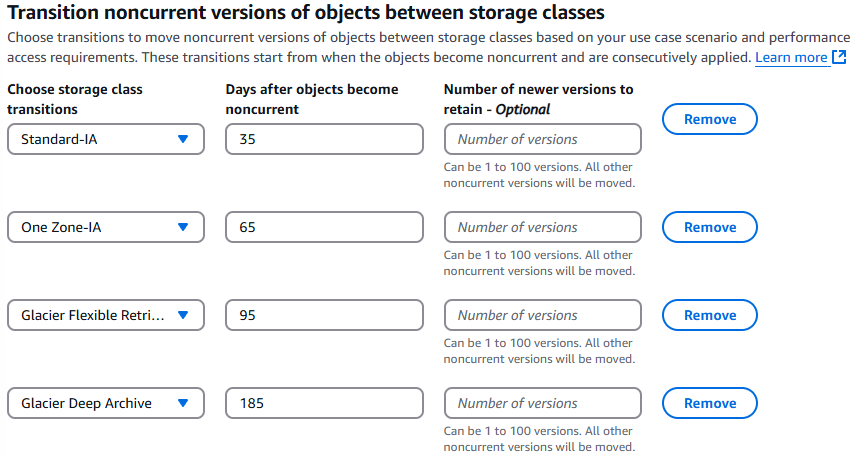 Transition noncurrent versions of objects between storage classes
Choose transitions to move noncurrent versions of objects between storage classes based on your use case scenario and performance
access requirements. These transitions start from when the objects become noncurrent and are consecutively applied. Learn more
Choose storage class
transitions
Days after objects become
noncurrent
Number of newer versions to
retain - Optional
Remove
Standard-IA
35
Number of versions
Can be 1 to 100 versions. All other
noncurrent versions will be moved.
One Zone-IA
65
Number of versions
Remove
Can be 1 to 100 versions. All other
noncurrent versions will be moved.
Glacier Flexible Retri...
95
Number of versions
Remove
Can be 1 to 100 versions. All other
noncurrent versions will be moved.
Glacier Deep Archive
185
Number of versions
Remove
Can be 1 to 100 versions. All other
noncurrent versions will be moved.